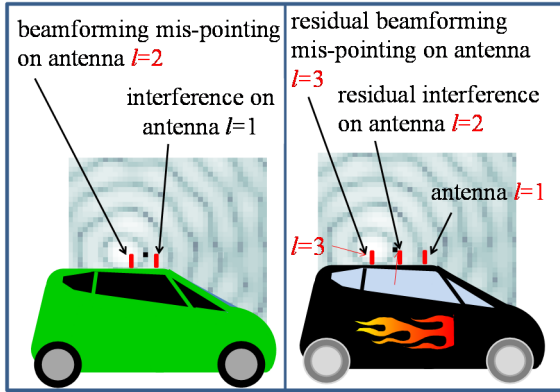 beamforming mis-pointing
on antenna l=2
interference on
antenna l=1
residual beamforming
mis-pointing on antenna
l=3
residual interference
on antenna l=2
antenna l=1
l=3